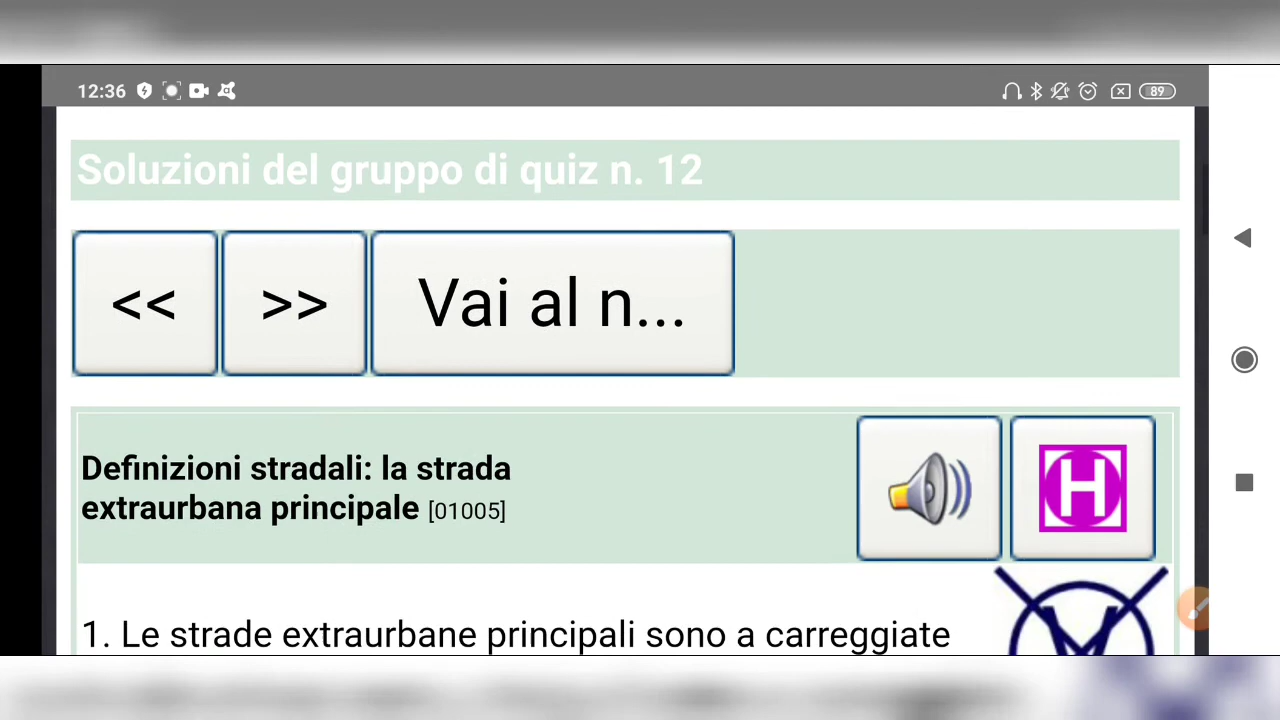 12:36
89
Soluzioni del gruppo di quiz n. 12
<< >> Vai al n...
Definizioni stradali: la strada
extraurbana principale [01005]
H
1. Le strade extraurbane principali sono a carreggiate
V